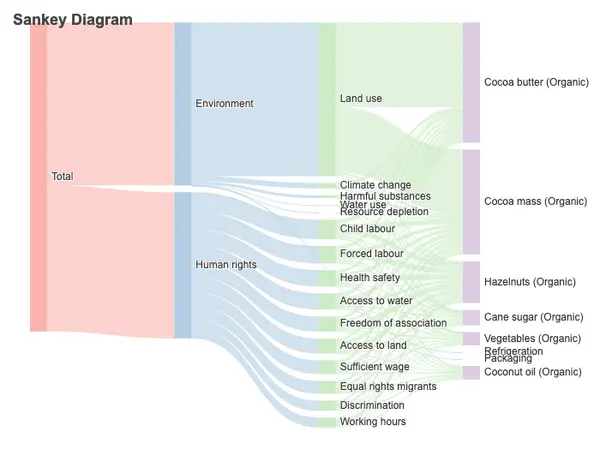 Sankey Diagram
Total
Environment
Human rights
Land use
Climate change
Harmful substances
Water use
Resource depletion
Child labour
Forced labour
Health safety
Access to water
Freedom of association
Access to land
Sufficient wage
Equal rights migrants
Discrimination
Working hours
Cocoa butter (Organic)
Cocoa mass (Organic)
Hazelnuts (Organic)
Cane sugar (Organic)
Vegetables (Organic)
Refrigeration
Packaging
Coconut oil (Organic)